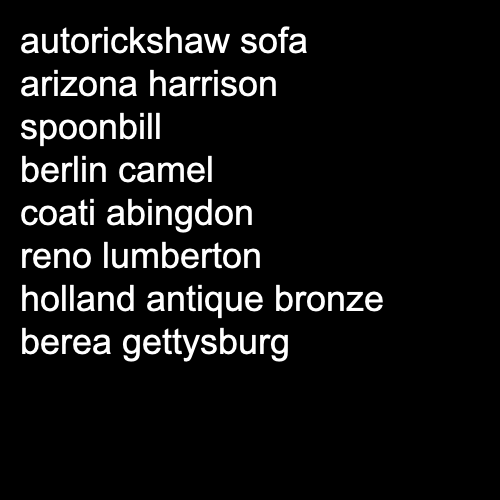 autorickshaw sofa
arizona harrison
spoonbill
berlin camel
coati abingdon
reno lumberton
holland antique bronze
berea gettysburg